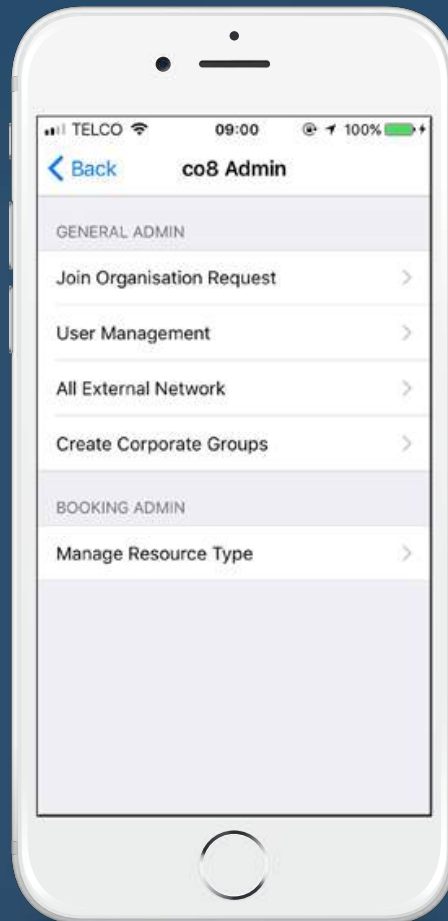 TELCO 09:00 100%
Back co8 Admin
GENERAL ADMIN
Join Organisation Request
User Management
All External Network
Create Corporate Groups
BOOKING ADMIN
Manage Resource Type